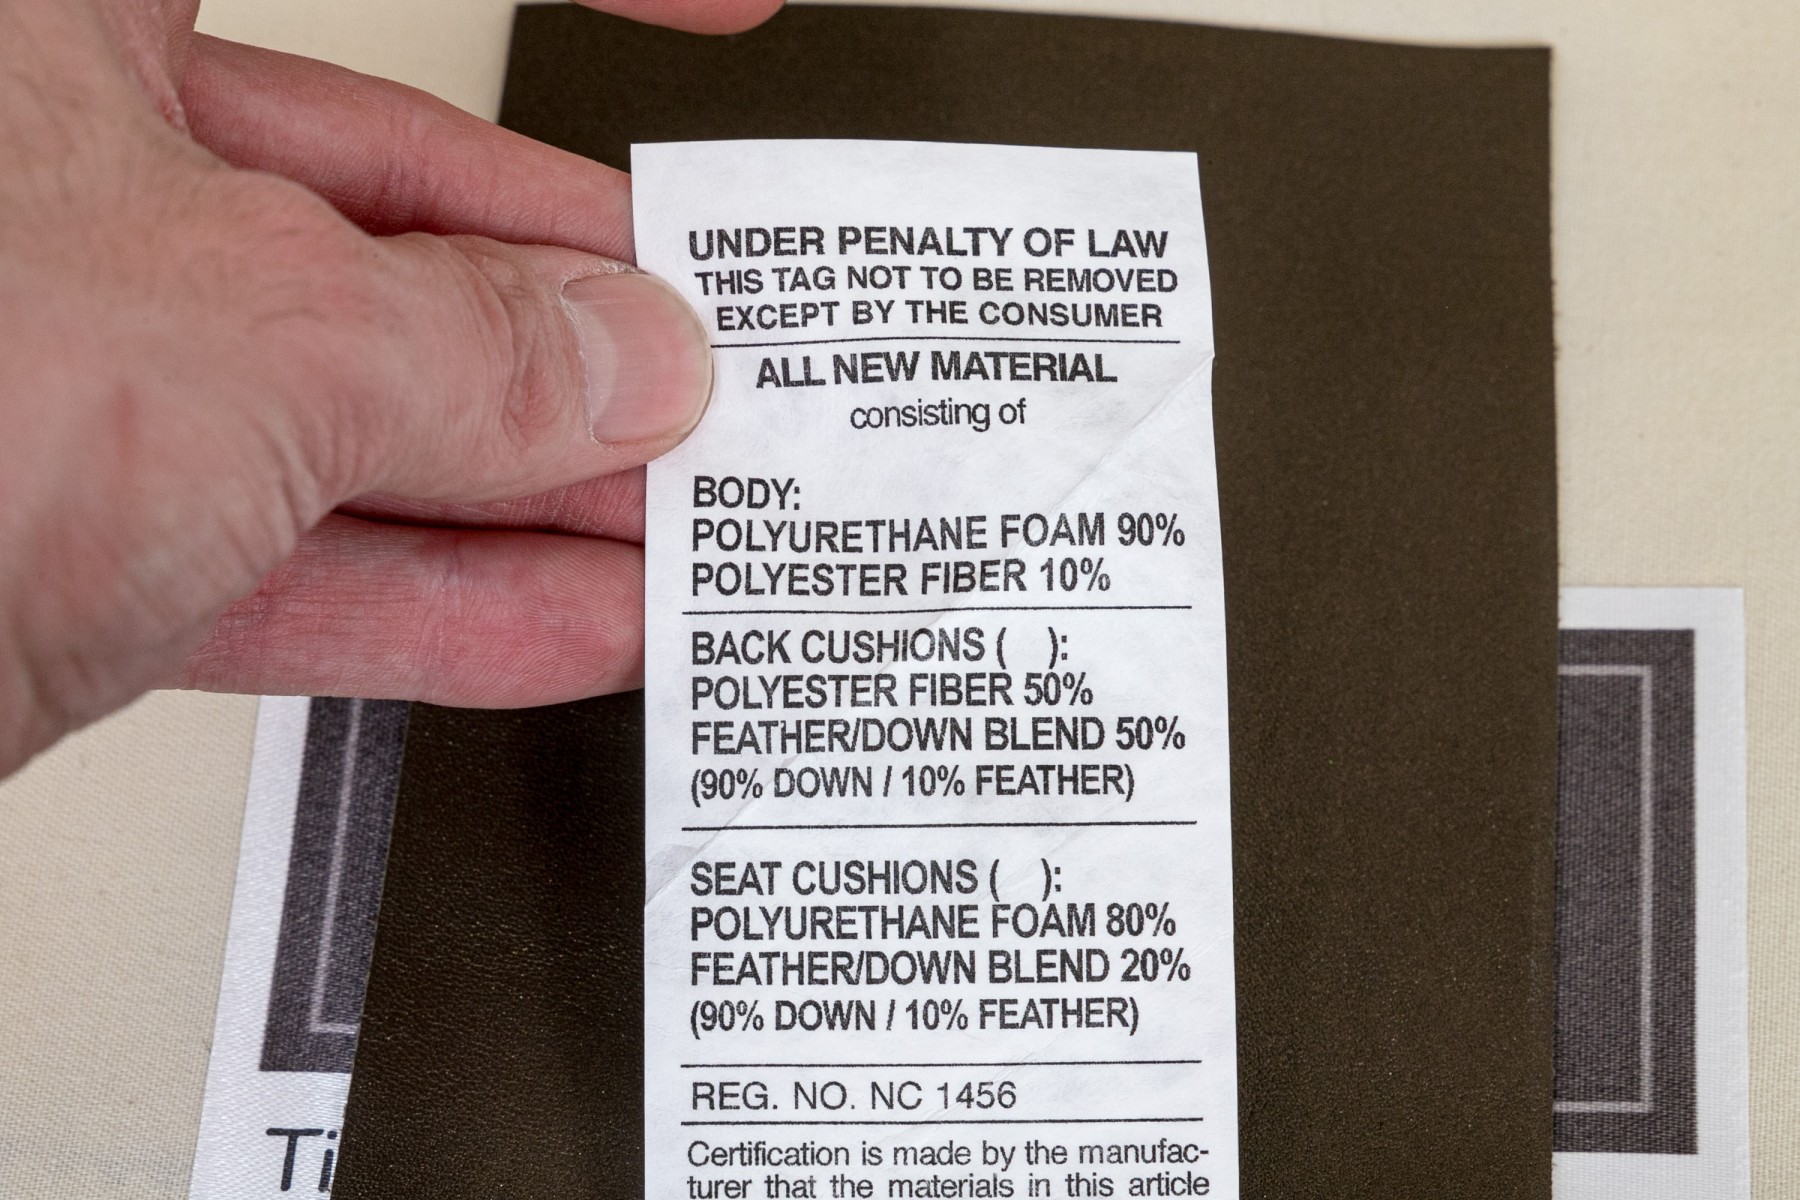 UNDER PENALTY OF LAW
THIS TAG NOT TO BE REMOVED
EXCEPT BY THE CONSUMER
ALL NEW MATERIAL
consisting of
BODY:
POLYURETHANE FOAM 90%
POLYESTER FIBER 10%
BACK CUSHIONS (   ):
POLYESTER FIBER 50%
FEATHER/DOWN BLEND 50%
(90% DOWN / 10% FEATHER)
SEAT CUSHIONS (   ):
POLYURETHANE FOAM 80%
FEATHER/DOWN BLEND 20%
(90% DOWN / 10% FEATHER)
REG. NO. NC 1456
Certification is made by the manufac-
turer that the materials in this article